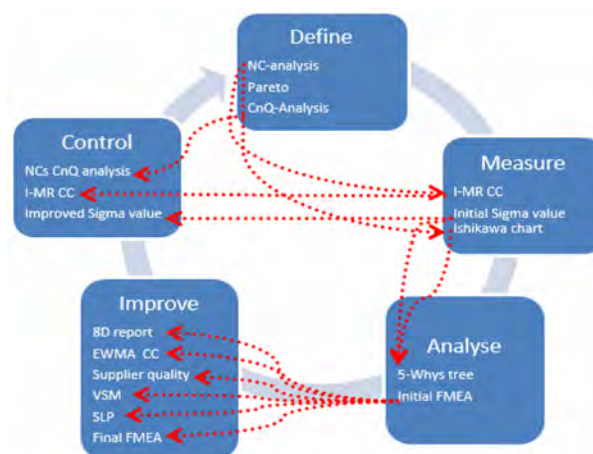 Define
NC-analysis
Pareto
CnQ-Analysis
Measure
I-MR CC
Initial Sigma value
Ishikawa chart
Analyse
5-Whys tree
Initial FMEA
Improve
8D report
EWMA CC
Supplier quality
VSM
SLP
Final FMEA
Control
NCs CnQ analysis
I-MR CC
Improved Sigma value